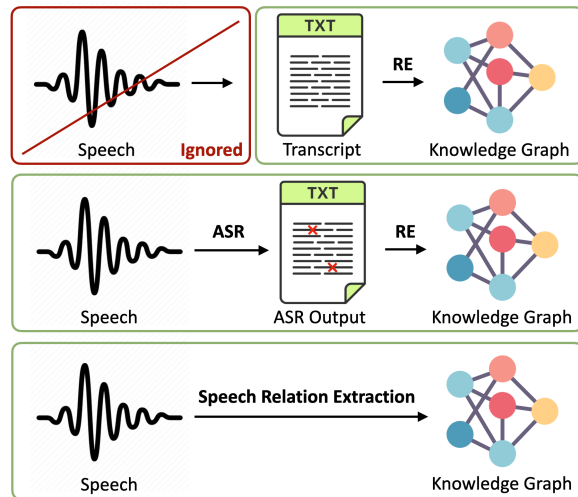 TXT
RE
Speech
Ignored
Transcript
Knowledge Graph
TXT
ASR
RE
Speech
ASR Output
Knowledge Graph
Speech Relation Extraction
Speech
Knowledge Graph